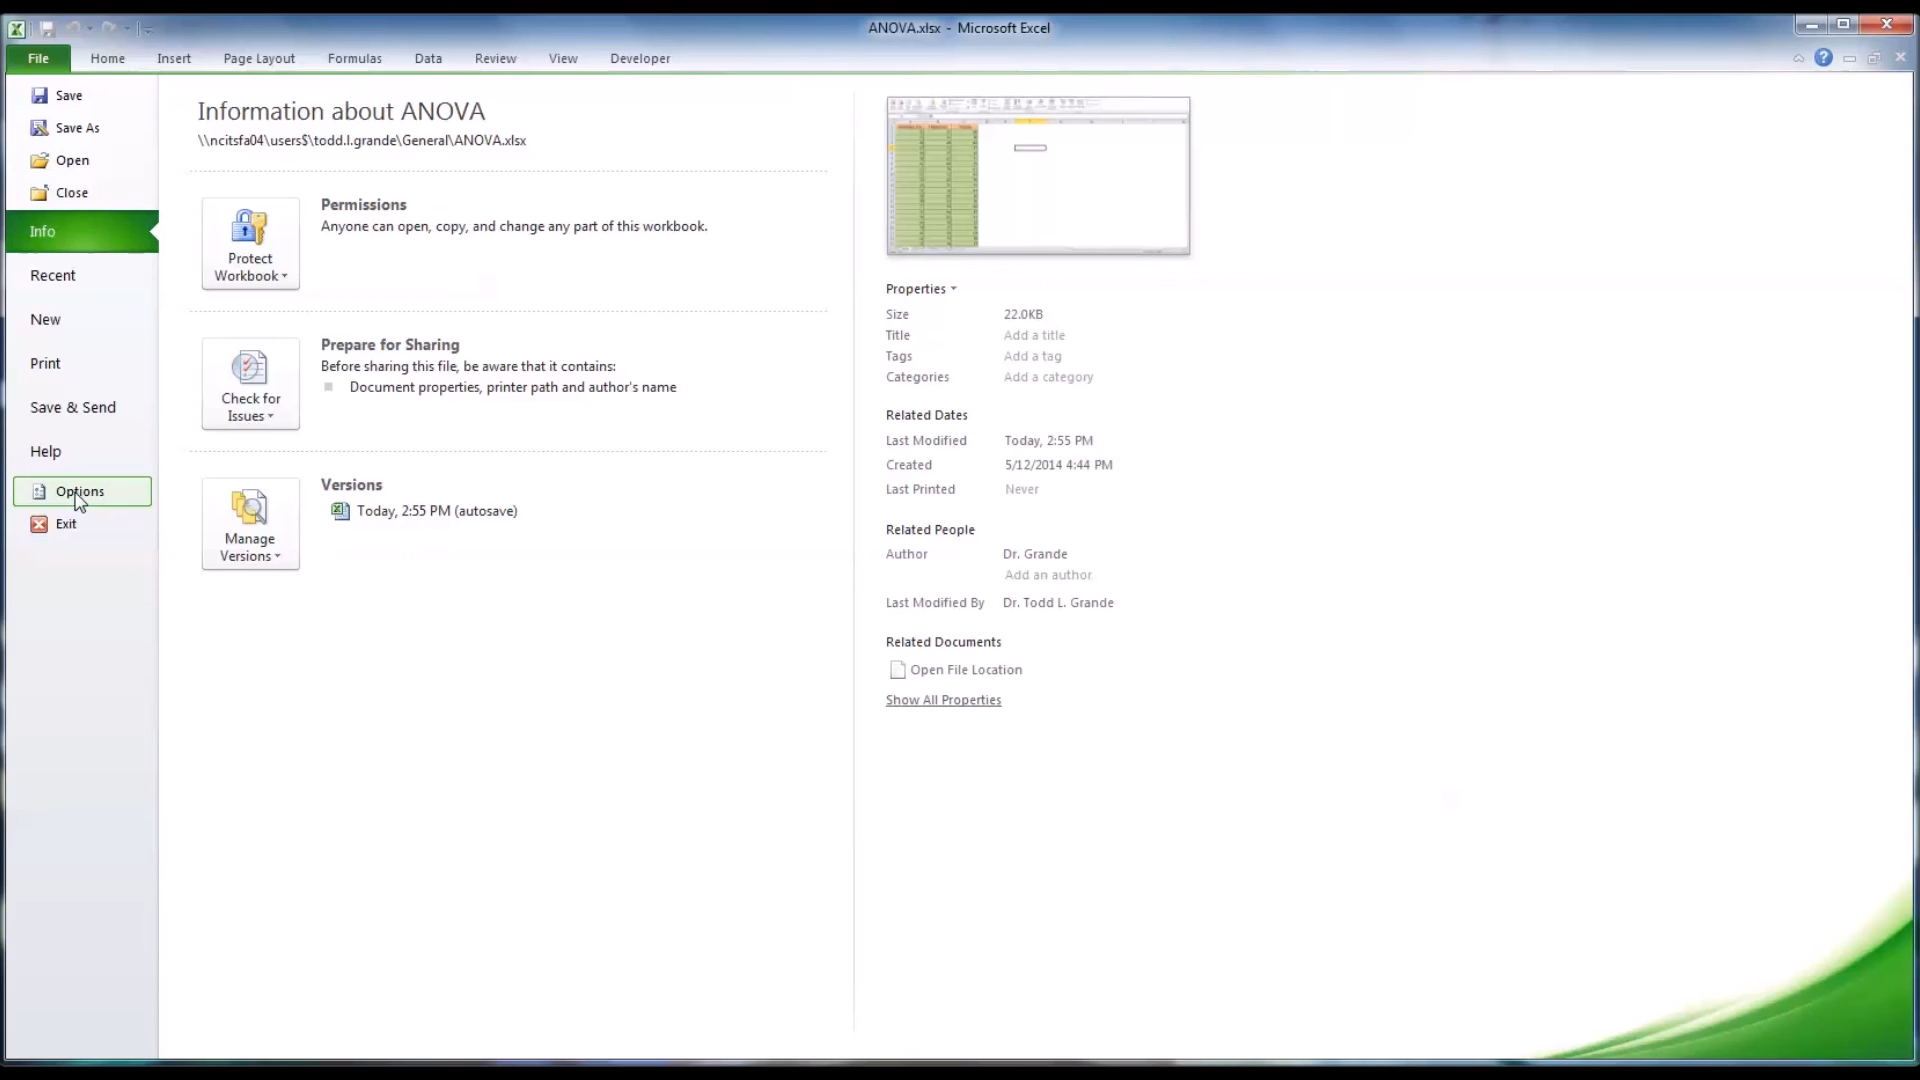 ANOVA.xlsx - Microsoft Excel
File Home Insert Page Layout Formulas Data Review View Developer
Save
Save As
Open
Close
Info
Recent
New
Print
Save & Send
Help
Options
Exit
Information about ANOVA
\\ncitsfa04\users$\todd.l.grande\General\ANOVA.xlsx
Protect
Workbook
Permissions
Anyone can open, copy, and change any part of this workbook.
Check for
Issues
Prepare for Sharing
Before sharing this file, be aware that it contains:
Document properties, printer path and author's name
Manage
Versions
Versions
Today, 2:55 PM (autosave)
Properties
Size 22.0KB
Title Add a title
Tags Add a tag
Categories Add a category
Related Dates
Last Modified Today, 2:55 PM
Created 5/12/2014 4:44 PM
Last Printed Never
Related People
Author Dr. Grande
Add an author
Last Modified By Dr. Todd L. Grande
Related Documents
Open File Location
Show All Properties